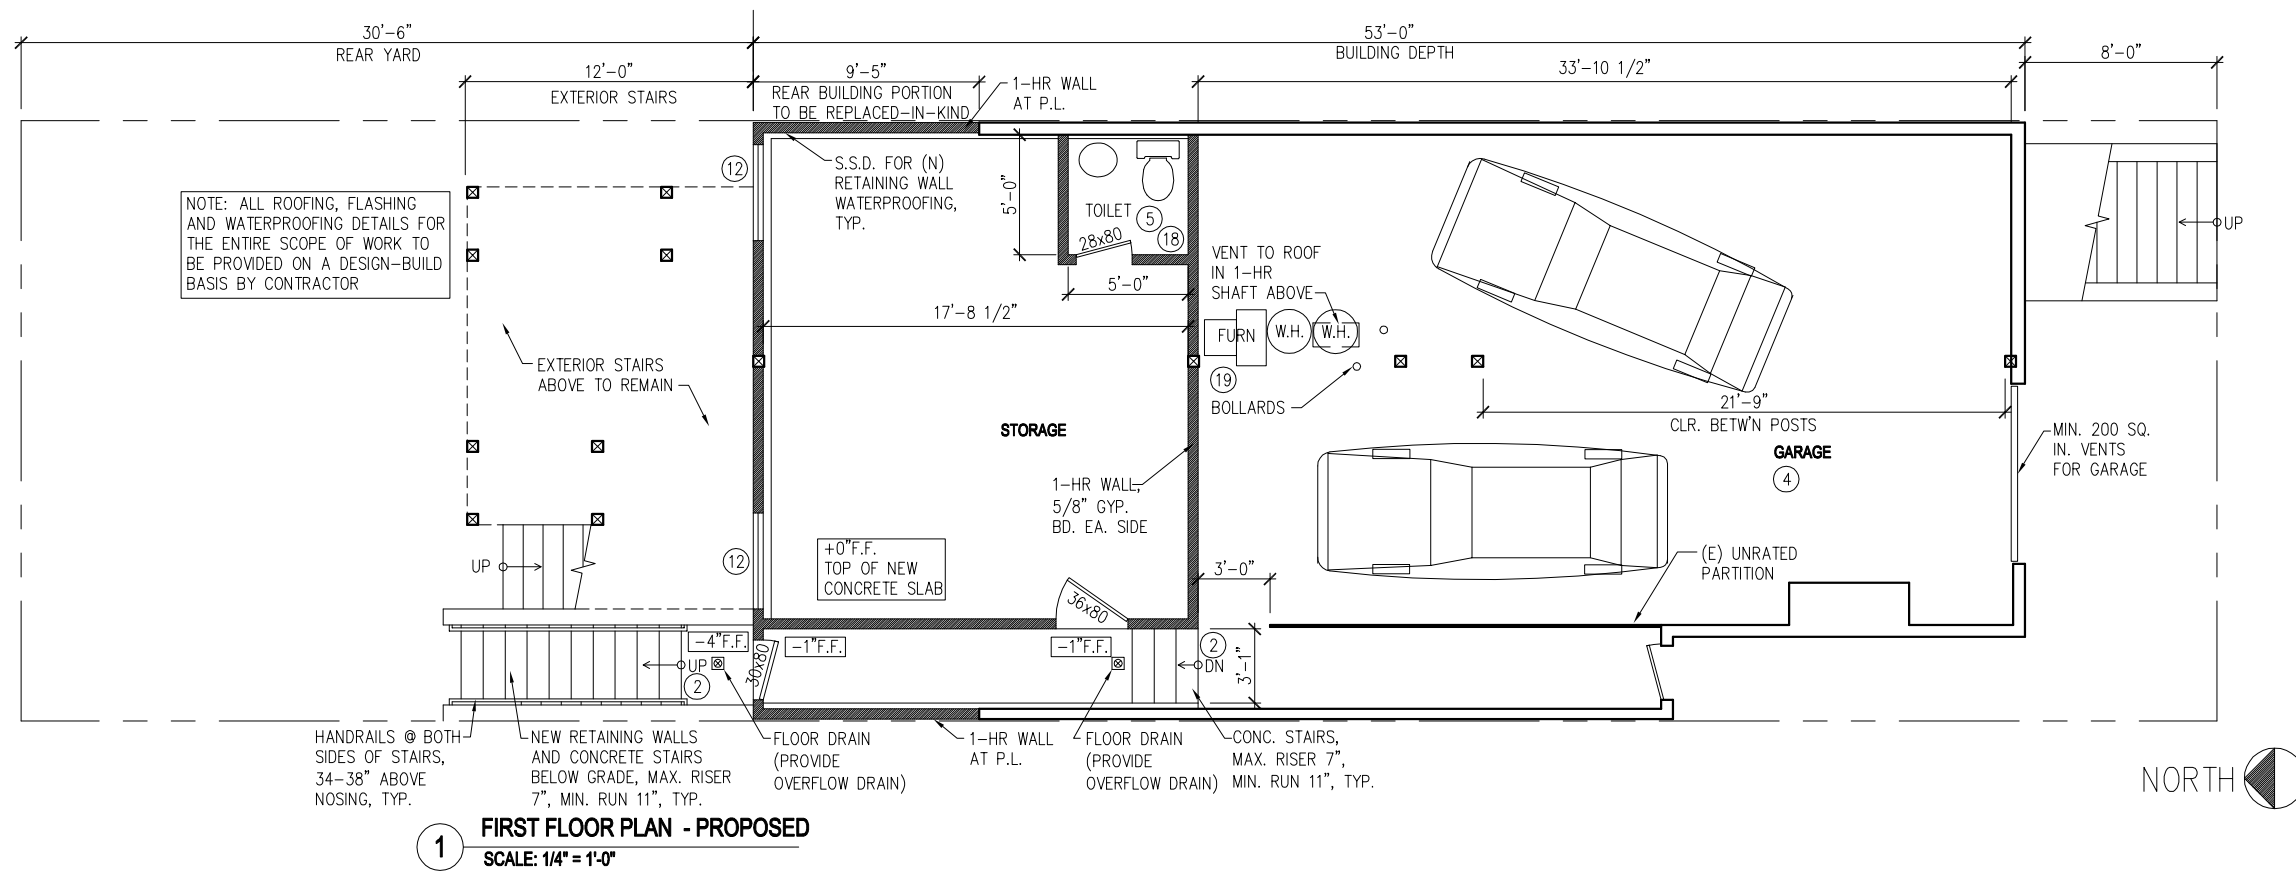 30'-6"
REAR YARD
53'-0"
BUILDING DEPTH
8'-0"
12'-0"
EXTERIOR STAIRS
9'-5"
REAR BUILDING PORTION
TO BE REPLACED-IN-KIND
1-HR WALL
AT P.L.
33'-10 1/2"
NOTE: ALL ROOFING, FLASHING
AND WATERPROOFING DETAILS FOR
THE ENTIRE SCOPE OF WORK TO
BE PROVIDED ON A DESIGN-BUILD
BASIS BY CONTRACTOR
12
S.S.D. FOR (N)
RETAINING WALL
WATERPROOFING,
TYP.
5'-0"
TOILET
5
18
28x80
5'-0"
17'-8 1/2"
VENT TO ROOF
IN 1-HR
SHAFT ABOVE
FURN
W.H.
W.H.
19
BOLLARDS
UP
EXTERIOR STAIRS
ABOVE TO REMAIN
21'-9"
CLR. BETW'N POSTS
STORAGE
GARAGE
4
MIN. 200 SQ.
IN. VENTS
FOR GARAGE
1-HR WALL,
5/8" GYP.
BD. EA. SIDE
+0"F.F.
TOP OF NEW
CONCRETE SLAB
12
UP
36x80
3'-0"
(E) UNRATED
PARTITION
-4"F.F.
-1"F.F.
-1"F.F.
30x80
UP
2
2
DN
3'-1"
HANDRAILS @ BOTH
SIDES OF STAIRS,
34-38" ABOVE
NOSING, TYP.
NEW RETAINING WALLS
AND CONCRETE STAIRS
BELOW GRADE, MAX. RISER
7", MIN. RUN 11", TYP.
FLOOR DRAIN
(PROVIDE
OVERFLOW DRAIN)
1-HR WALL
AT P.L.
FLOOR DRAIN
(PROVIDE
OVERFLOW DRAIN)
CONC. STAIRS,
MAX. RISER 7",
MIN. RUN 11", TYP.
NORTH
1
FIRST FLOOR PLAN - PROPOSED
SCALE: 1/4" = 1'-0"